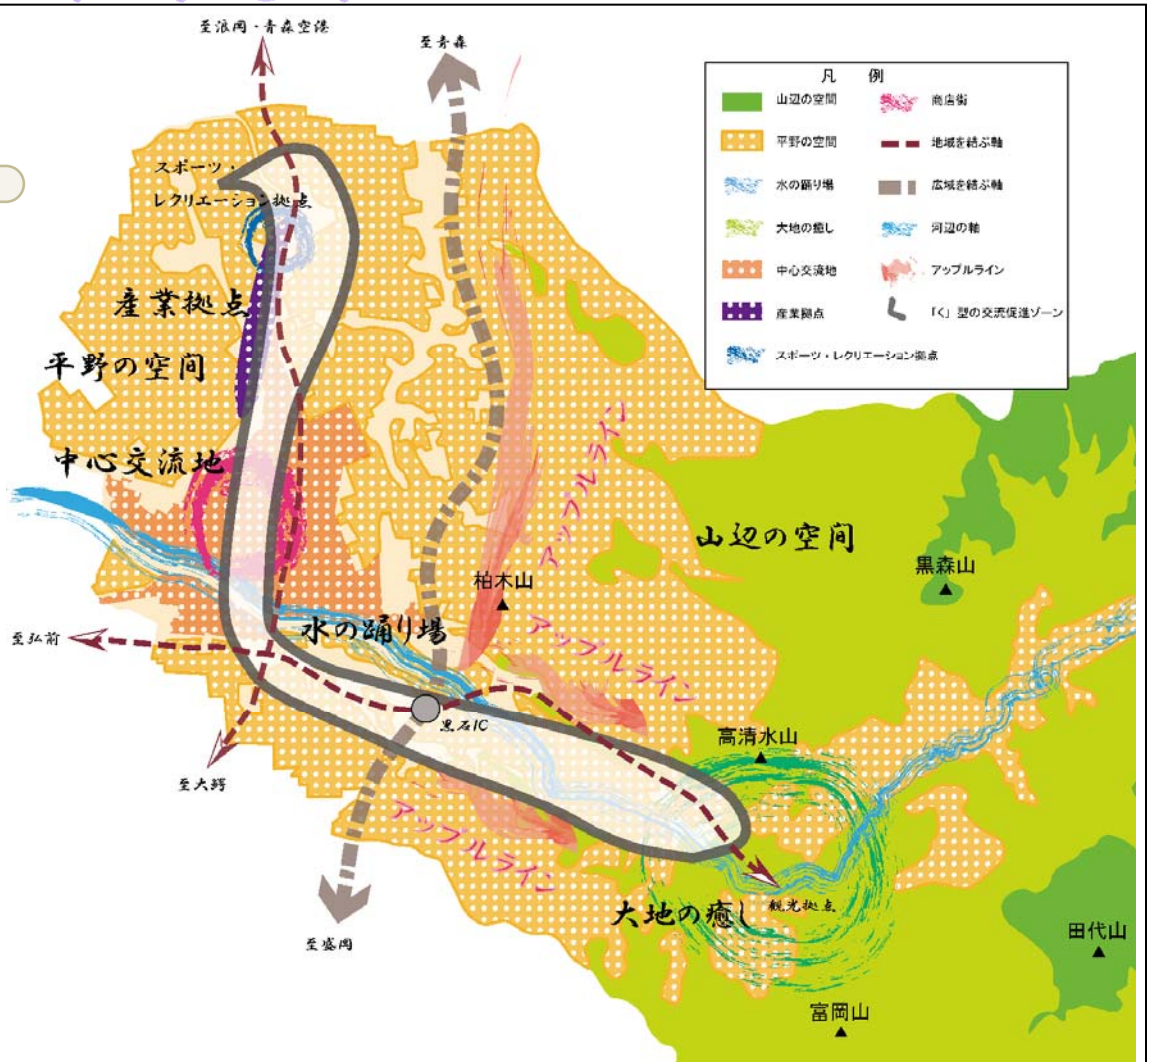 至浪岡・青森空港
至青森
凡 例
山辺の空間
商店街
平野の空間
地域を結ぶ軸
水の踊り場
広域を結ぶ軸
大地の癒し
河辺の軸
中心交流地
アップルライン
産業拠点
「く」型の交流促進ゾーン
スポーツ・レクリエーション拠点
スポーツ・
レクリエーション拠点
産業拠点
平野の空間
中心交流地
アップルライン
山辺の空間
黒森山
柏木山
水の踊り場
アップルライン
至弘前
黒石IC
高清水山
至大鰐
アップルライン
観光拠点
大地の癒し
田代山
至盛岡
富岡山